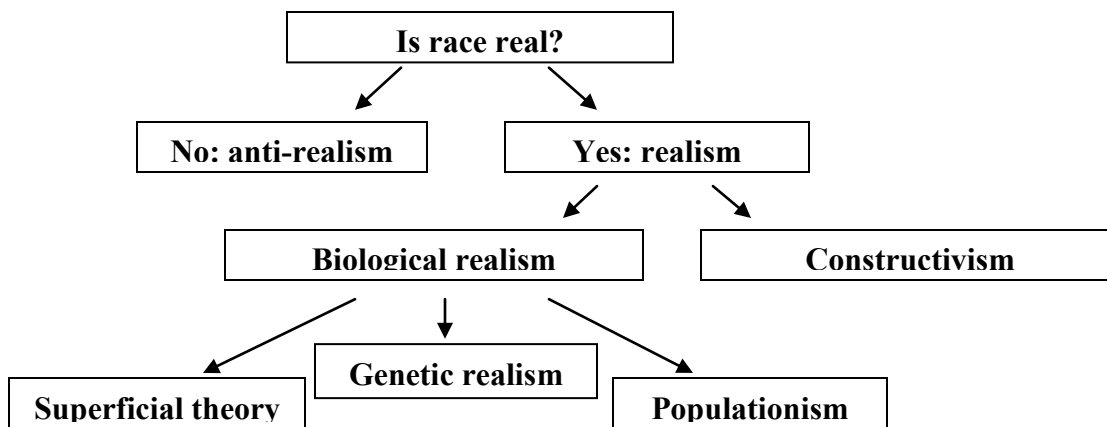 Is race real?
No: anti-realism
Yes: realism
Biological realism
Constructivism
Genetic realism
Superficial theory
Populationism